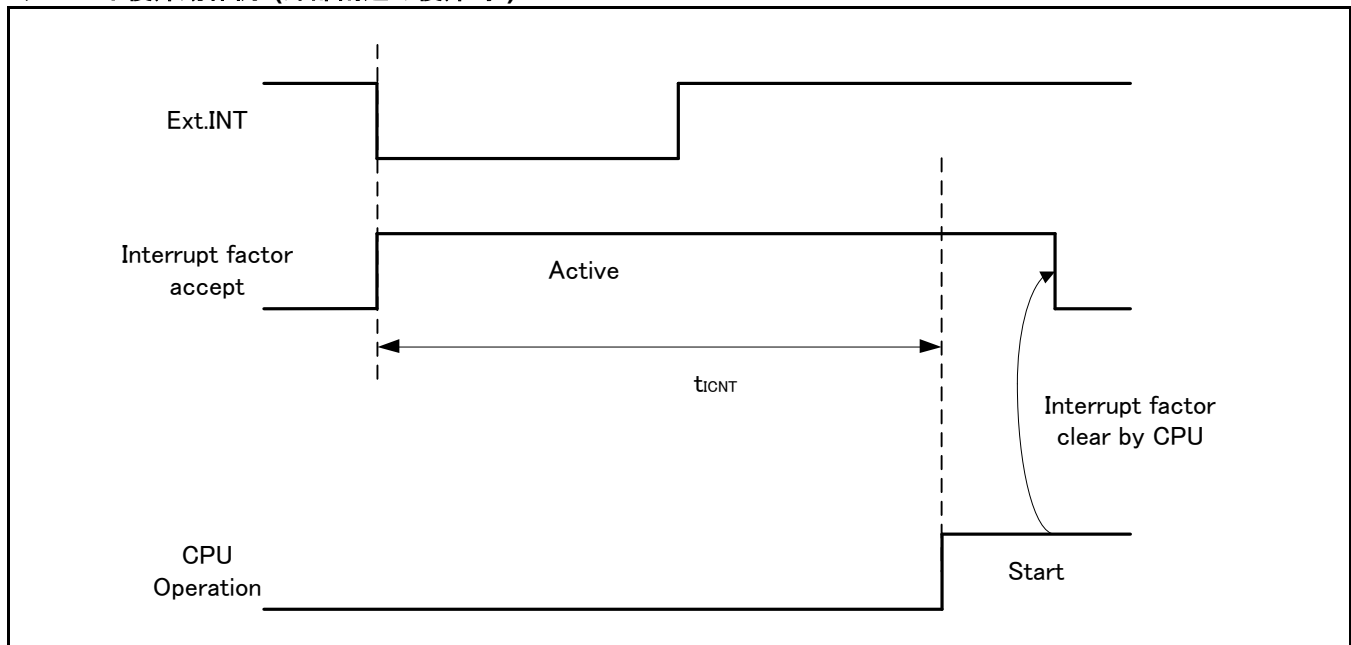 Ext.INT
Interrupt factor
accept
Active
tICNT
Interrupt factor
clear by CPU
CPU
Operation
Start